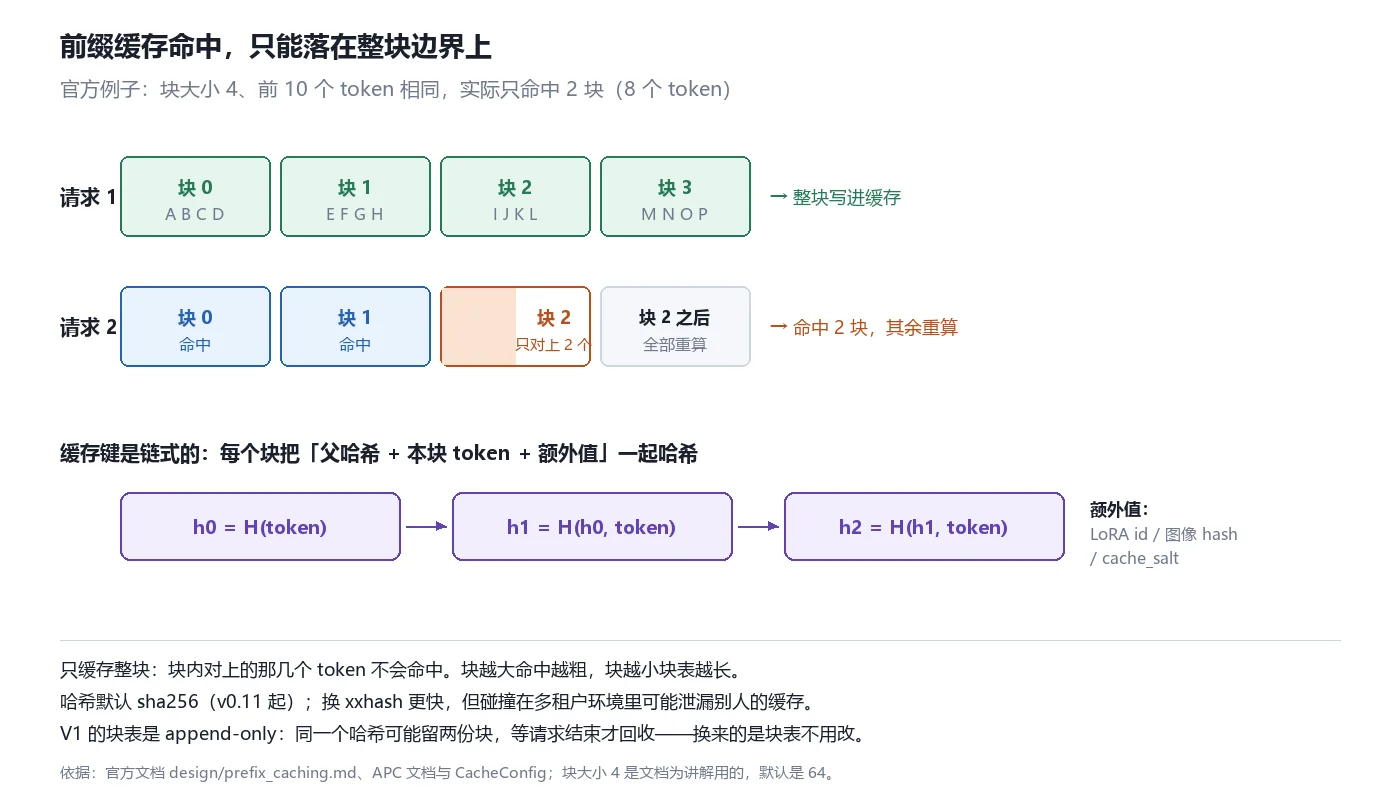 前缀缓存命中，只能落在整块边界上
官方例子：块大小 4、前 10 个 token 相同，实际只命中 2 块（8 个 token）
请求 1
块 0
A B C D
块 1
E F G H
块 2
I J K L
块 3
M N O P
→ 整块写进缓存
请求 2
块 0
命中
块 1
命中
块 2
只对上 2 个
块 2 之后
全部重算
→ 命中 2 块，其余重算
缓存键是链式的：每个块把「父哈希 + 本块 token + 额外值」一起哈希
h0 = H(token)
h1 = H(h0, token)
h2 = H(h1, token)
额外值：
LoRA id / 图像 hash
/ cache_salt
只缓存整块：块内对上的那几个 token 不会命中。块越大命中越粗，块越小块表越长。
哈希默认 sha256（v0.11 起）；换 xxhash 更快，但碰撞在多租户环境里可能泄漏别人的缓存。
V1 的块表是 append-only：同一个哈希可能留两份块，等请求结束才回收——换来的是块表不用改。
依据：官方文档 design/prefix_caching.md、APC 文档与 CacheConfig；块大小 4 是文档为讲解用的，默认是 64。